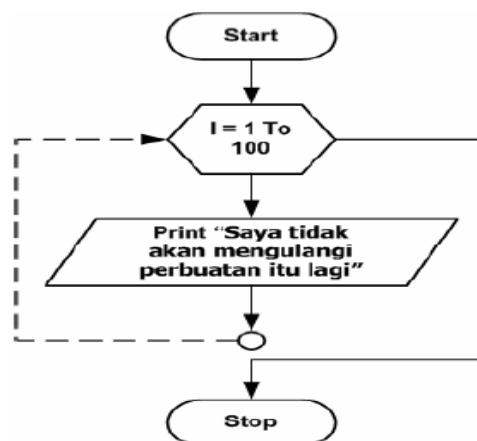 Start
I = 1 To
100
Print “Saya tidak
akan mengulangi
perbuatan itu lagi”
Stop